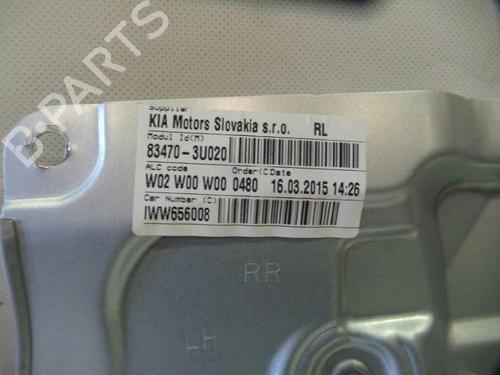 B-PARTS
Supplier
KIA Motors Slovakia s.r.o. RL
Modul Id(M)
83470-3U020
ALC code Order(C)Date
W02 W00 W00 0480 16.03.2015 14:26
Car Number (C)
IWW656008
RR
LH